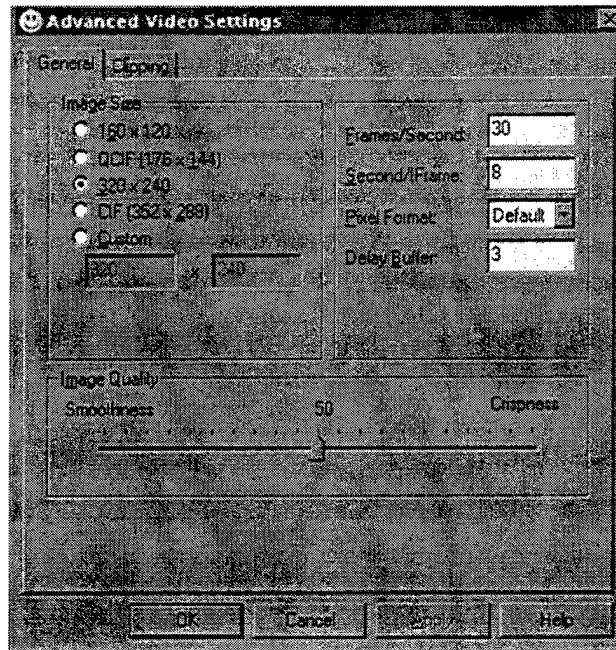 Advanced Video Settings
General
Clipping
Image Size
160 x 120
QCIF (176 x 144)
320 x 240
CIF (352 x 288)
Custom
320 x 240
Frames/Second: 30
Second/IFrame: 8
Pixel Format: Default
Delay Buffer: 3
Image Quality
Smoothness 50 Crispness
OK Cancel Apply Help